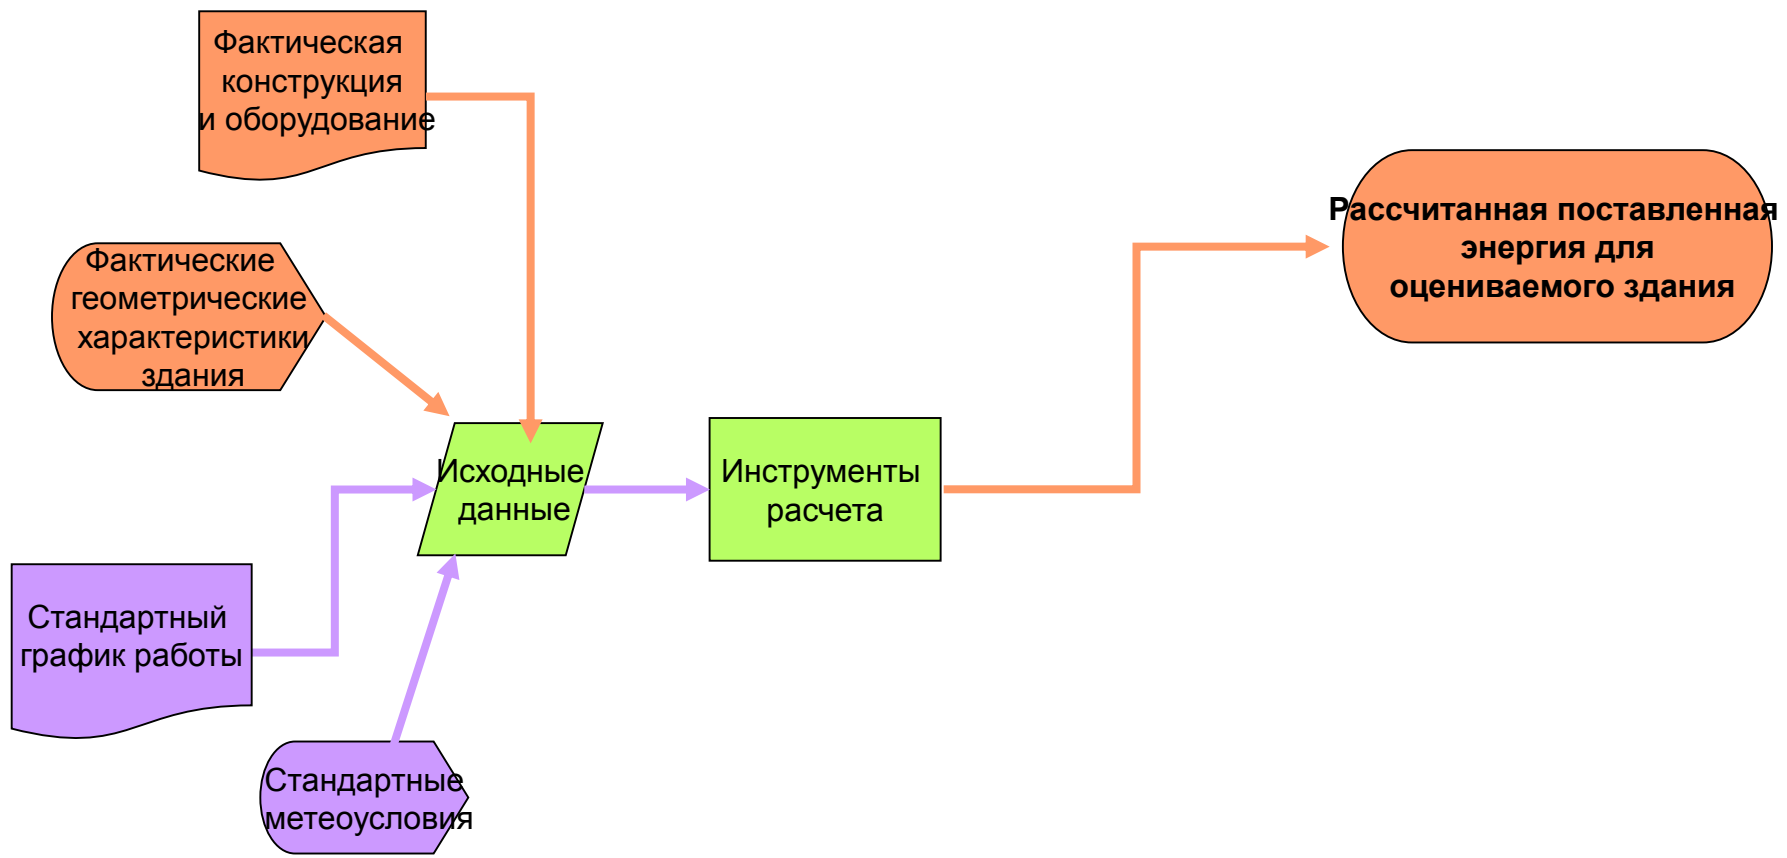 Фактическая
конструкция
и оборудование
Рассчитанная поставленная
энергия для
оцениваемого здания
Фактические
геометрические
характеристики
здания
Исходные
данные
Инструменты
расчета
Стандартный
график работы
Стандартные
метеоусловия